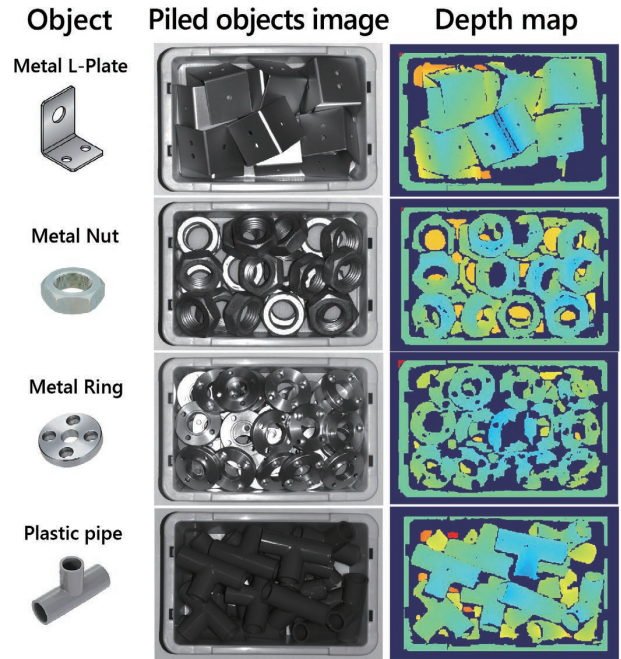 Object Piled objects image Depth map
Metal L-Plate
Metal Nut
Metal Ring
Plastic pipe